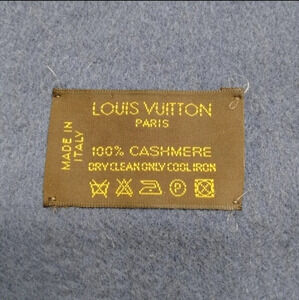 LOUIS VUITTON
PARIS
MADE IN
ITALY
100% CASHMERE
DRY CLEAN ONLY COOL IRON
P